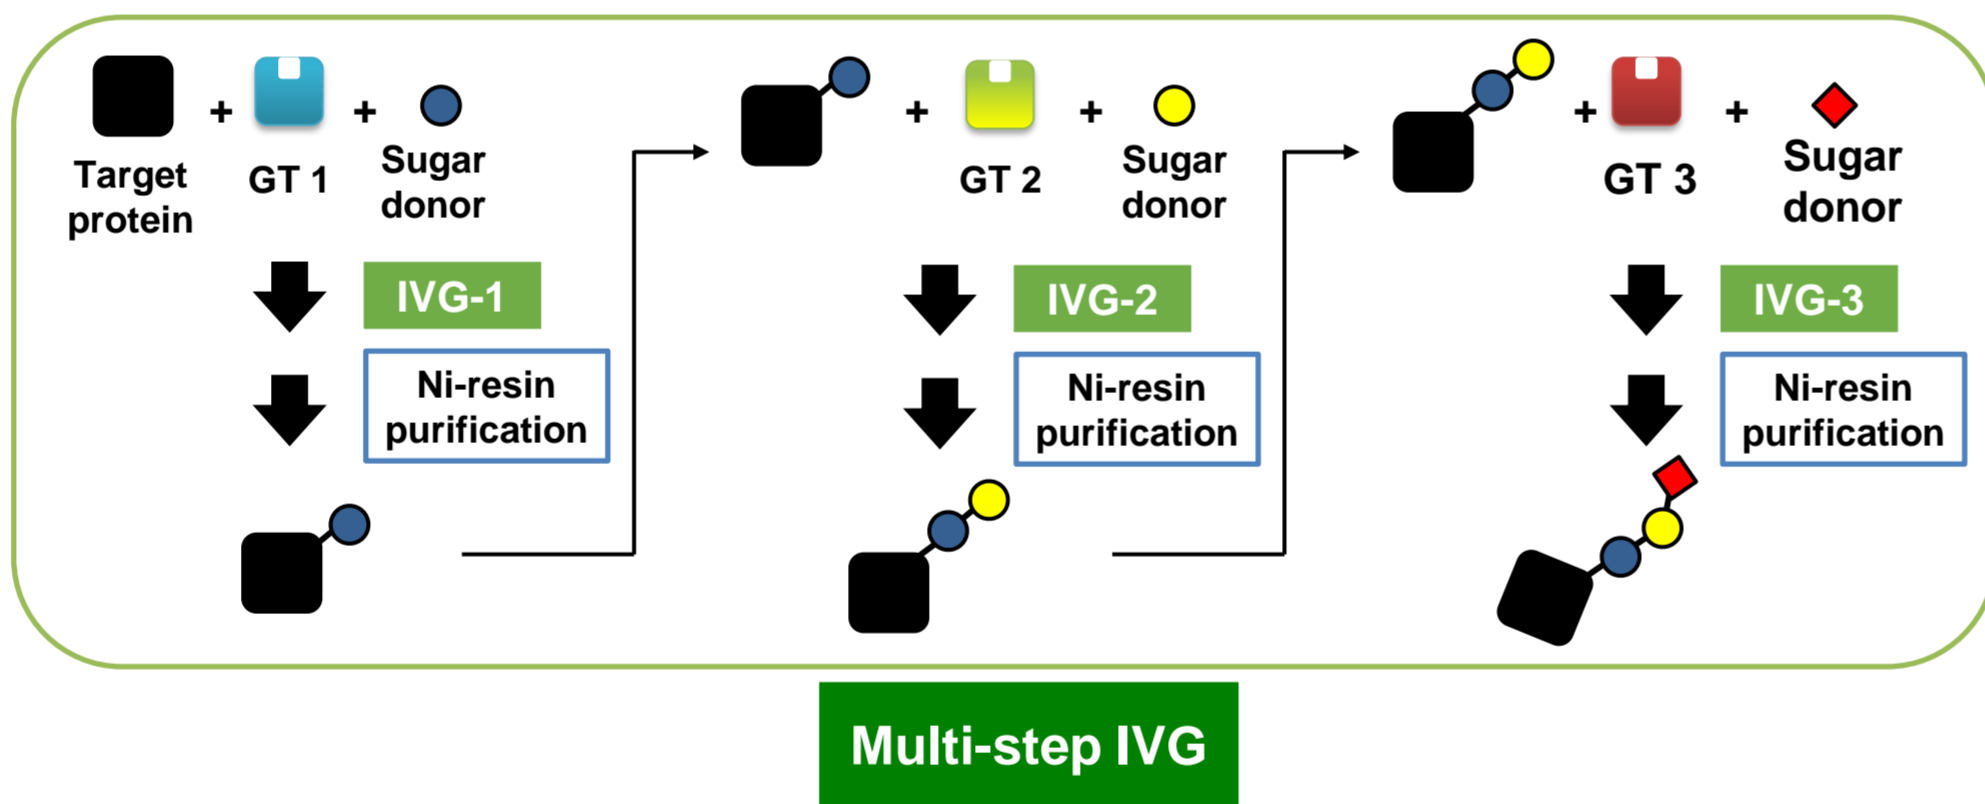 + + + + + +
Target protein
GT 1
Sugar donor
GT 2
Sugar donor
GT 3
Sugar donor
IVG-1
IVG-2
IVG-3
Ni-resin
purification
Ni-resin
purification
Ni-resin
purification
Multi-step IVG